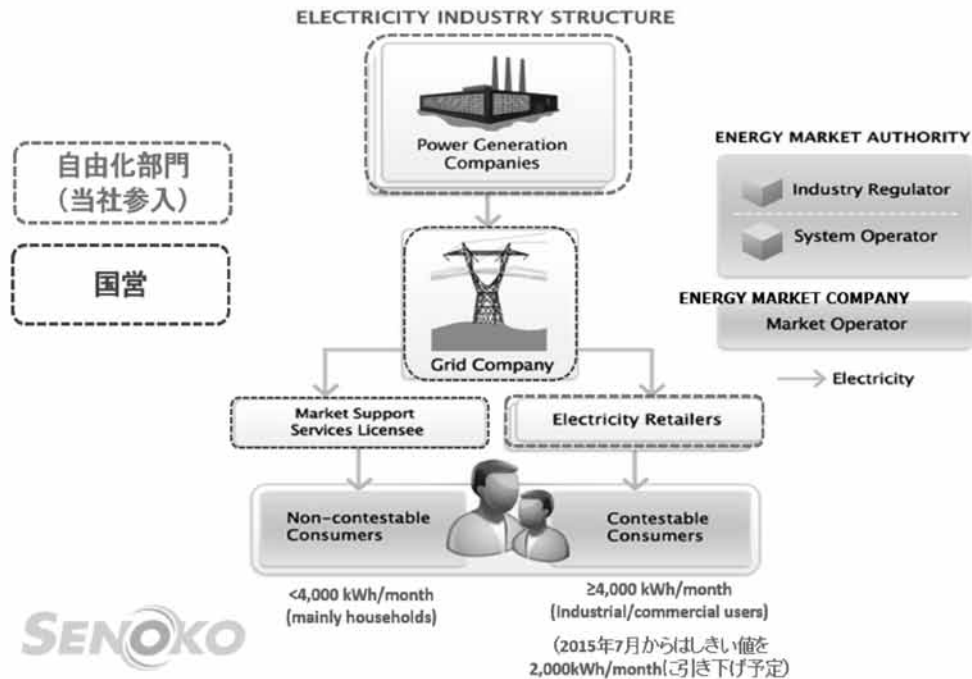 ELECTRICITY INDUSTRY STRUCTURE
Power Generation
Companies
自由化部門
(当社参入)
国営
ENERGY MARKET AUTHORITY
Industry Regulator
System Operator
ENERGY MARKET COMPANY
Market Operator
Electricity
Grid Company
Market Support
Services Licensee
Electricity Retailers
Non-contestable
Consumers
Contestable
Consumers
<4,000 kWh/month
(mainly households)
≥4,000 kWh/month
(industrial/commercial users)
(2015年7月からはしきい値を
2,000kWh/monthに引き下げ予定)
SENOKO